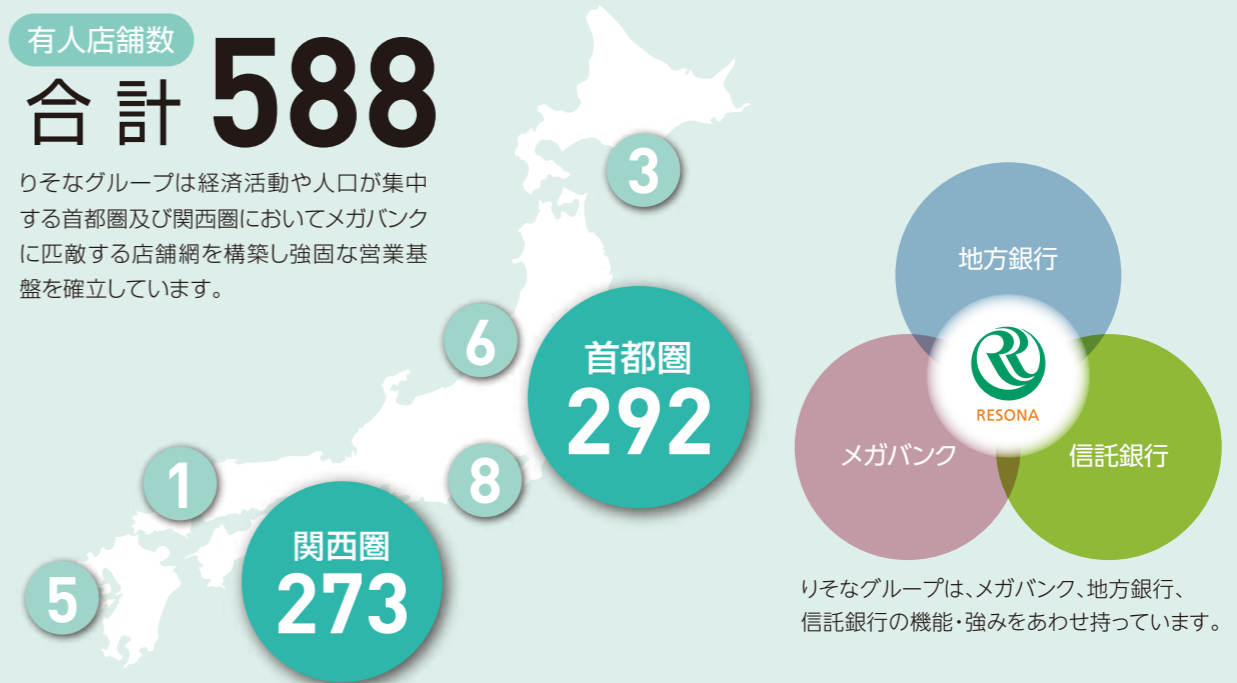 有人店舗数
合計 588
りそなグループは経済活動や人口が集中
する首都圏及び関西圏においてメガバンク
に匹敵する店舗網を構築し強固な営業基
盤を確立しています。
3
6
首都圏
292
1
8
関西圏
273
5
地方銀行
RESONA
メガバンク
信託銀行
りそなグループは、メガバンク、地方銀行、
信託銀行の機能・強みをあわせ持っています。